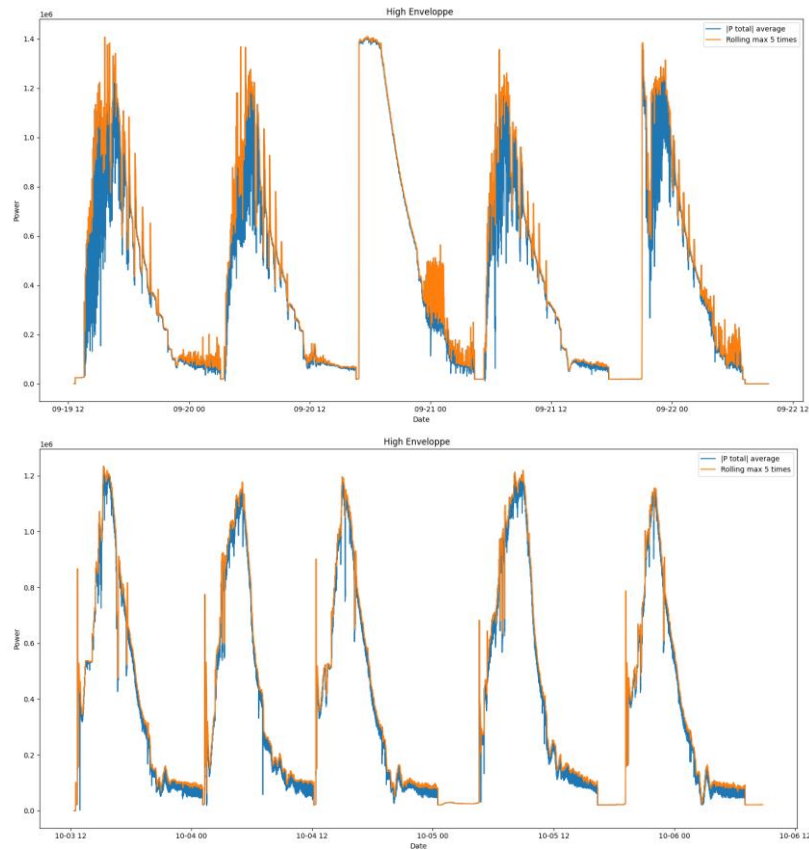 High Enveloppe
1e6
|P total| average
Rolling max 5 times
1.4
1.2
1.0
0.8
0.6
0.4
0.2
0.0
Power
09-19 12
09-20 00
09-20 12
09-21 00
09-21 12
09-22 00
09-22 12
Date
High Enveloppe
1e6
|P total| average
Rolling max 5 times
1.2
1.0
0.8
0.6
0.4
0.2
0.0
Power
10-03 12
10-04 00
10-04 12
10-05 00
10-05 12
10-06 00
10-06 12
Date